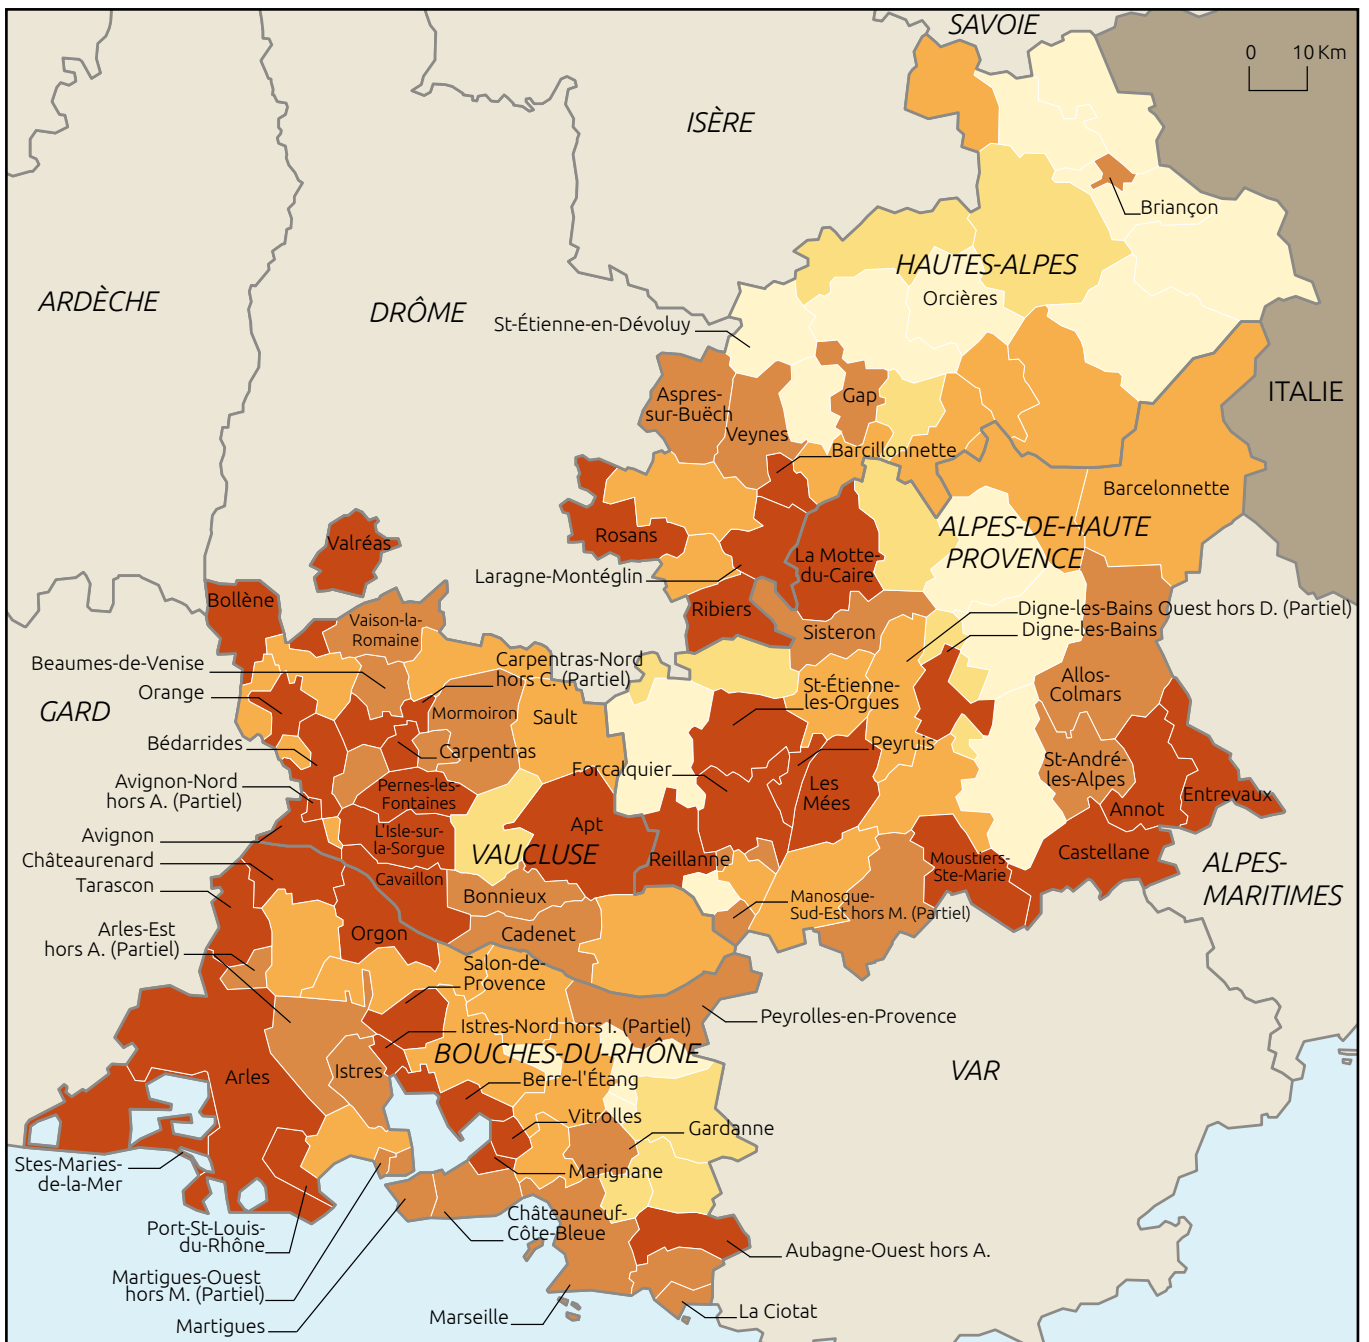 SAVOIE
0 10 Km
ISÈRE
Briançon
HAUTES-ALPES
Orcières
ARDÈCHE
DRÔME
St-Étienne-en-Dévoluy
ITALIE
Aspres-
sur-Buëch
Gap
Veynes
Barcillonnette
Barcelonnette
ALPES-DE-HAUTE
PROVENCE
Valréas
Rosans
La Motte-
du-Caire
Laragne-Montéglin
Bollène
Ribiers
Digne-les-Bains Ouest hors D. (Partiel)
Vaison-la-
Romaine
Sisteron
Digne-les-Bains
Beaumes-de-Venise
Carpentras-Nord
hors C. (Partiel)
Allos-
Colmars
Orange
St-Étienne-
les-Orgues
GARD
Mormoiron
Sault
Bédarrides
Carpentras
Peyruis
St-André-
les-Alpes
Avignon-Nord
hors A. (Partiel)
Forcalquier
Pernes-les-
Fontaines
Les
Mées
Entrevaux
Annot
Avignon
L'Isle-sur-
la-Sorgue
Apt
VAUCLUSE
Reillanne
Moustiers-
Ste-Marie
Castellane
Châteaurenard
ALPES-
MARITIMES
Tarascon
Cavaillon
Bonnieux
Manosque-
Sud-Est hors M. (Partiel)
Arles-Est
hors A. (Partiel)
Orgon
Cadenet
Salon-de-
Provence
Peyrolles-en-Provence
Istres-Nord hors I. (Partiel)
BOUCHES-DU-RHÔNE
Arles
Istres
Berre-l'Étang
VAR
Vitrolles
Gardanne
Stes-Maries-
de-la-Mer
Marignane
Châteauneuf-
Côte-Bleue
Port-St-Louis-
du-Rhône
Aubagne-Ouest hors A.
Martigues-Ouest
hors M. (Partiel)
Martigues
Marseille
La Ciotat